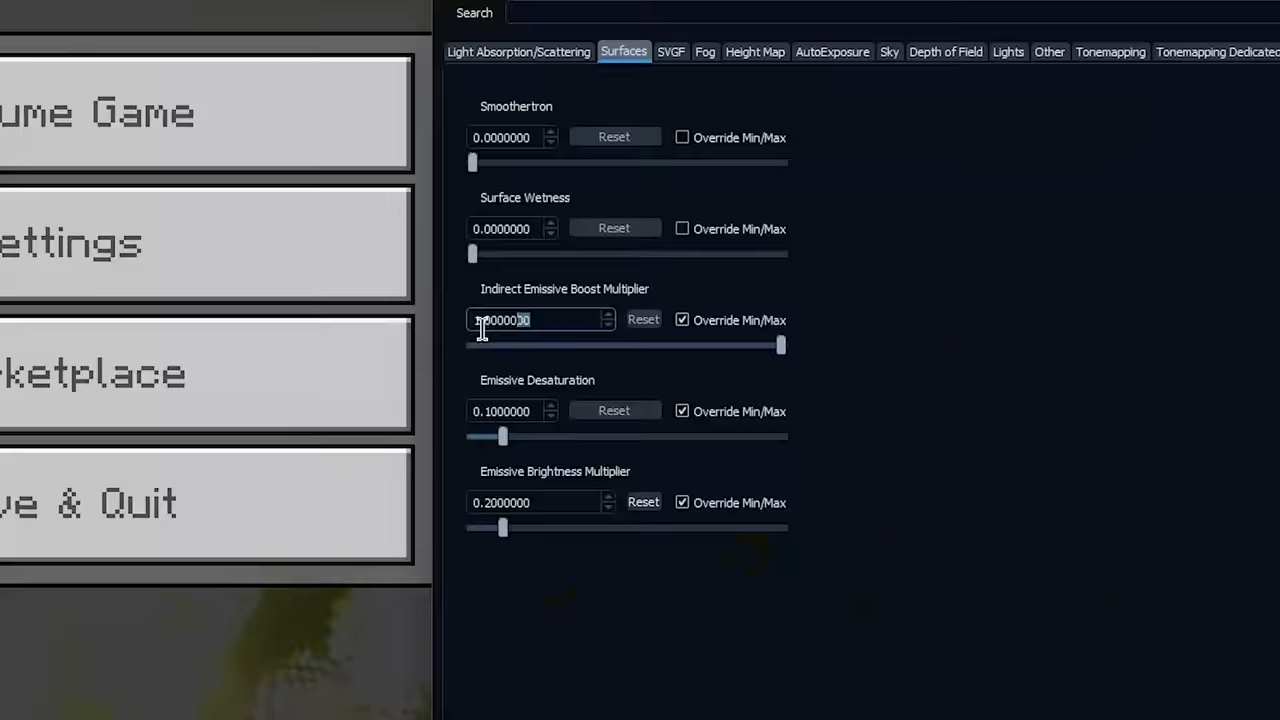 Search
Light Absorption/Scattering Surfaces SVGF Fog Height Map AutoExposure Sky Depth of Field Lights Other Tonemapping Tonemapping Dedicated
ume Game
ettings
rketplace
ve & Quit
Smoothertron
0.0000000 Reset Override Min/Max
Surface Wetness
0.0000000 Reset Override Min/Max
Indirect Emissive Boost Multiplier
Reset Override Min/Max
Emissive Desaturation
0.1000000 Reset Override Min/Max
Emissive Brightness Multiplier
0.2000000 Reset Override Min/Max